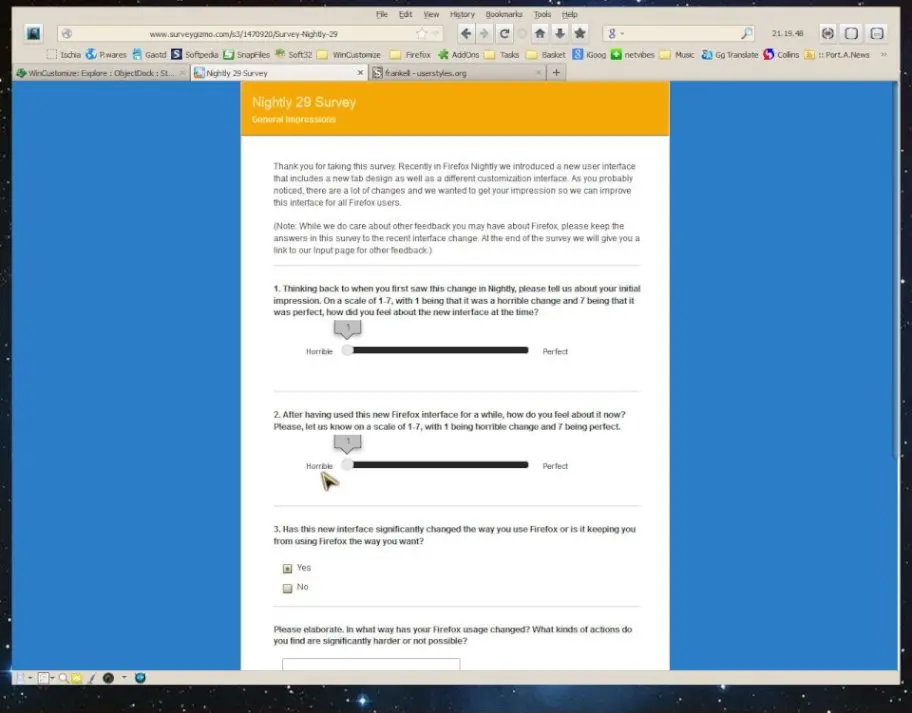 File Edit View History Bookmarks Tools Help
www.surveygizmo.com/s3/1470920/Survey-Nightly-29
21.19.48
Ischia P.wares Gaotd Softpedia SnapFiles Soft32 WinCustomize Firefox AddOns Tasks Basket iGoog netvibes Music Gg Translate Collins :: Port.A.News »
WinCustomize: Explore : ObjectDock : St... Nightly 29 Survey frankell - userstyles.org
Nightly 29 Survey
General Impressions
Thank you for taking this survey. Recently in Firefox Nightly we introduced a new user interface
that includes a new tab design as well as a different customization interface. As you probably
noticed, there are a lot of changes and we wanted to get your impression so we can improve
this interface for all Firefox users.
(Note: While we do care about other feedback you may have about Firefox, please keep the
answers in this survey to the recent interface change. At the end of the survey we will give you a
link to our Input page for other feedback.)
1. Thinking back to when you first saw this change in Nightly, please tell us about your initial
impression. On a scale of 1-7, with 1 being that it was a horrible change and 7 being that it
was perfect, how did you feel about the new interface at the time?
1
Horrible Perfect
2. After having used this new Firefox interface for a while, how do you feel about it now?
Please, let us know on a scale of 1-7, with 1 being horrible change and 7 being perfect.
1
Horrible Perfect
3. Has this new interface significantly changed the way you use Firefox or is it keeping you
from using Firefox the way you want?
Yes
No
Please elaborate. In what way has your Firefox usage changed? What kinds of actions do
you find are significantly harder or not possible?